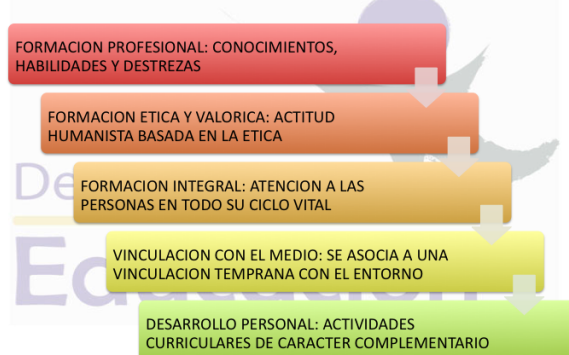 FORMACION PROFESIONAL: CONOCIMIENTOS,
HABILIDADES Y DESTREZAS
FORMACION ETICA Y VALORICA: ACTITUD
HUMANISTA BASADA EN LA ETICA
FORMACION INTEGRAL: ATENCION A LAS
PERSONAS EN TODO SU CICLO VITAL
VINCULACION CON EL MEDIO: SE ASOCIA A UNA
VINCULACION TEMPRANA CON EL ENTORNO
DESARROLLO PERSONAL: ACTIVIDADES
CURRICULARES DE CARACTER COMPLEMENTARIO